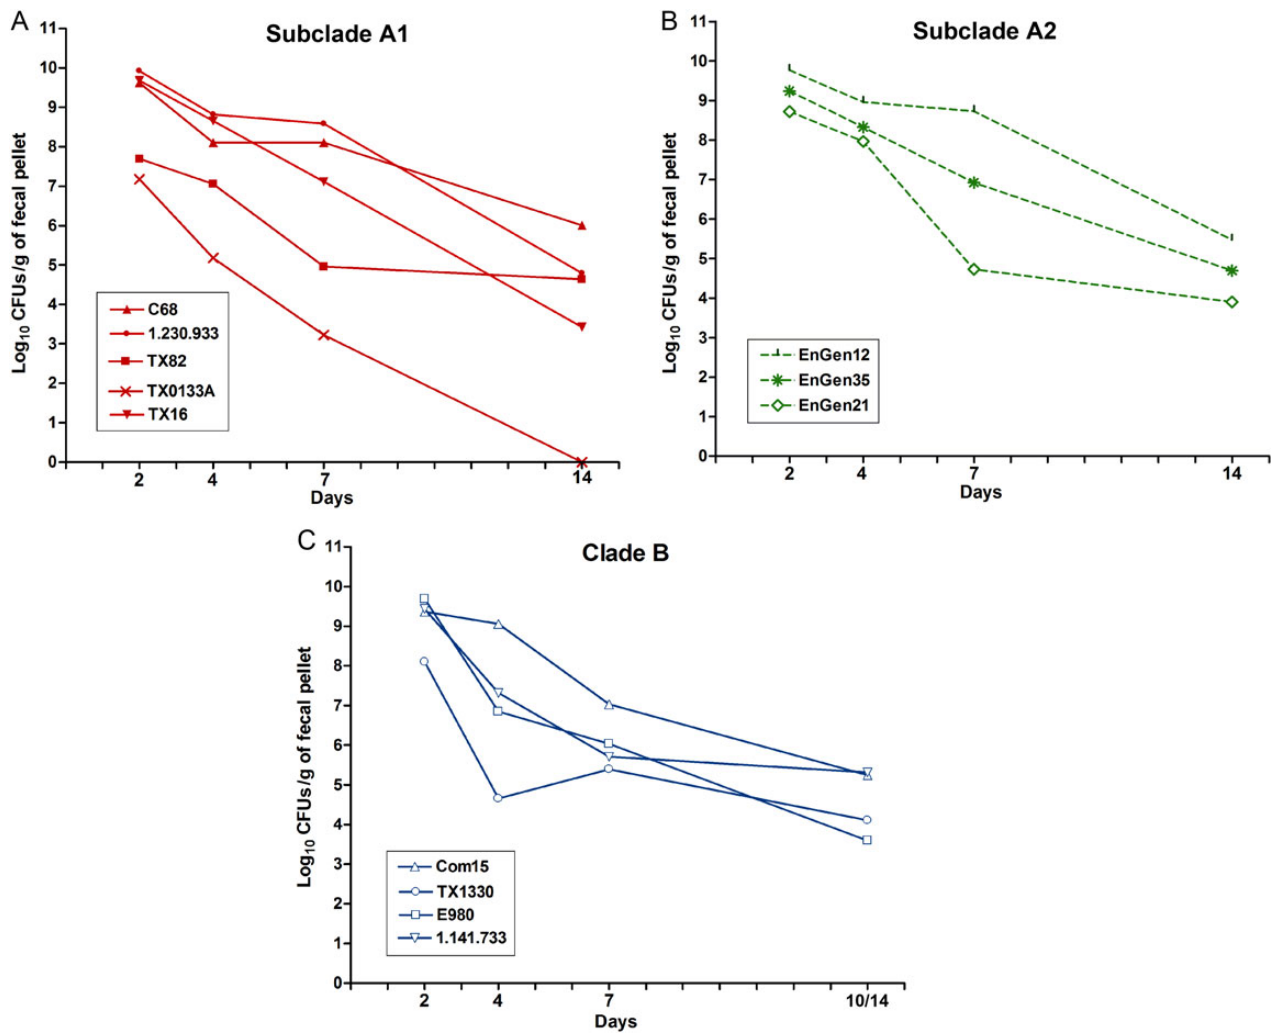 A
Subclade A1
Log10 CFUs/g of fecal pellet
11
10
9
8
7
6
5
4
3
2
1
0
C68
1.230.933
TX82
TX0133A
TX16
2 4 7 14
Days
B
Subclade A2
Log10 CFUs/g of fecal pellet
11
10
9
8
7
6
5
4
3
2
1
0
EnGen12
EnGen35
EnGen21
2 4 7 14
Days
C
Clade B
Log10 CFUs/g of fecal pellet
11
10
9
8
7
6
5
4
3
2
1
0
Com15
TX1330
E980
1.141.733
2 4 7 10/14
Days